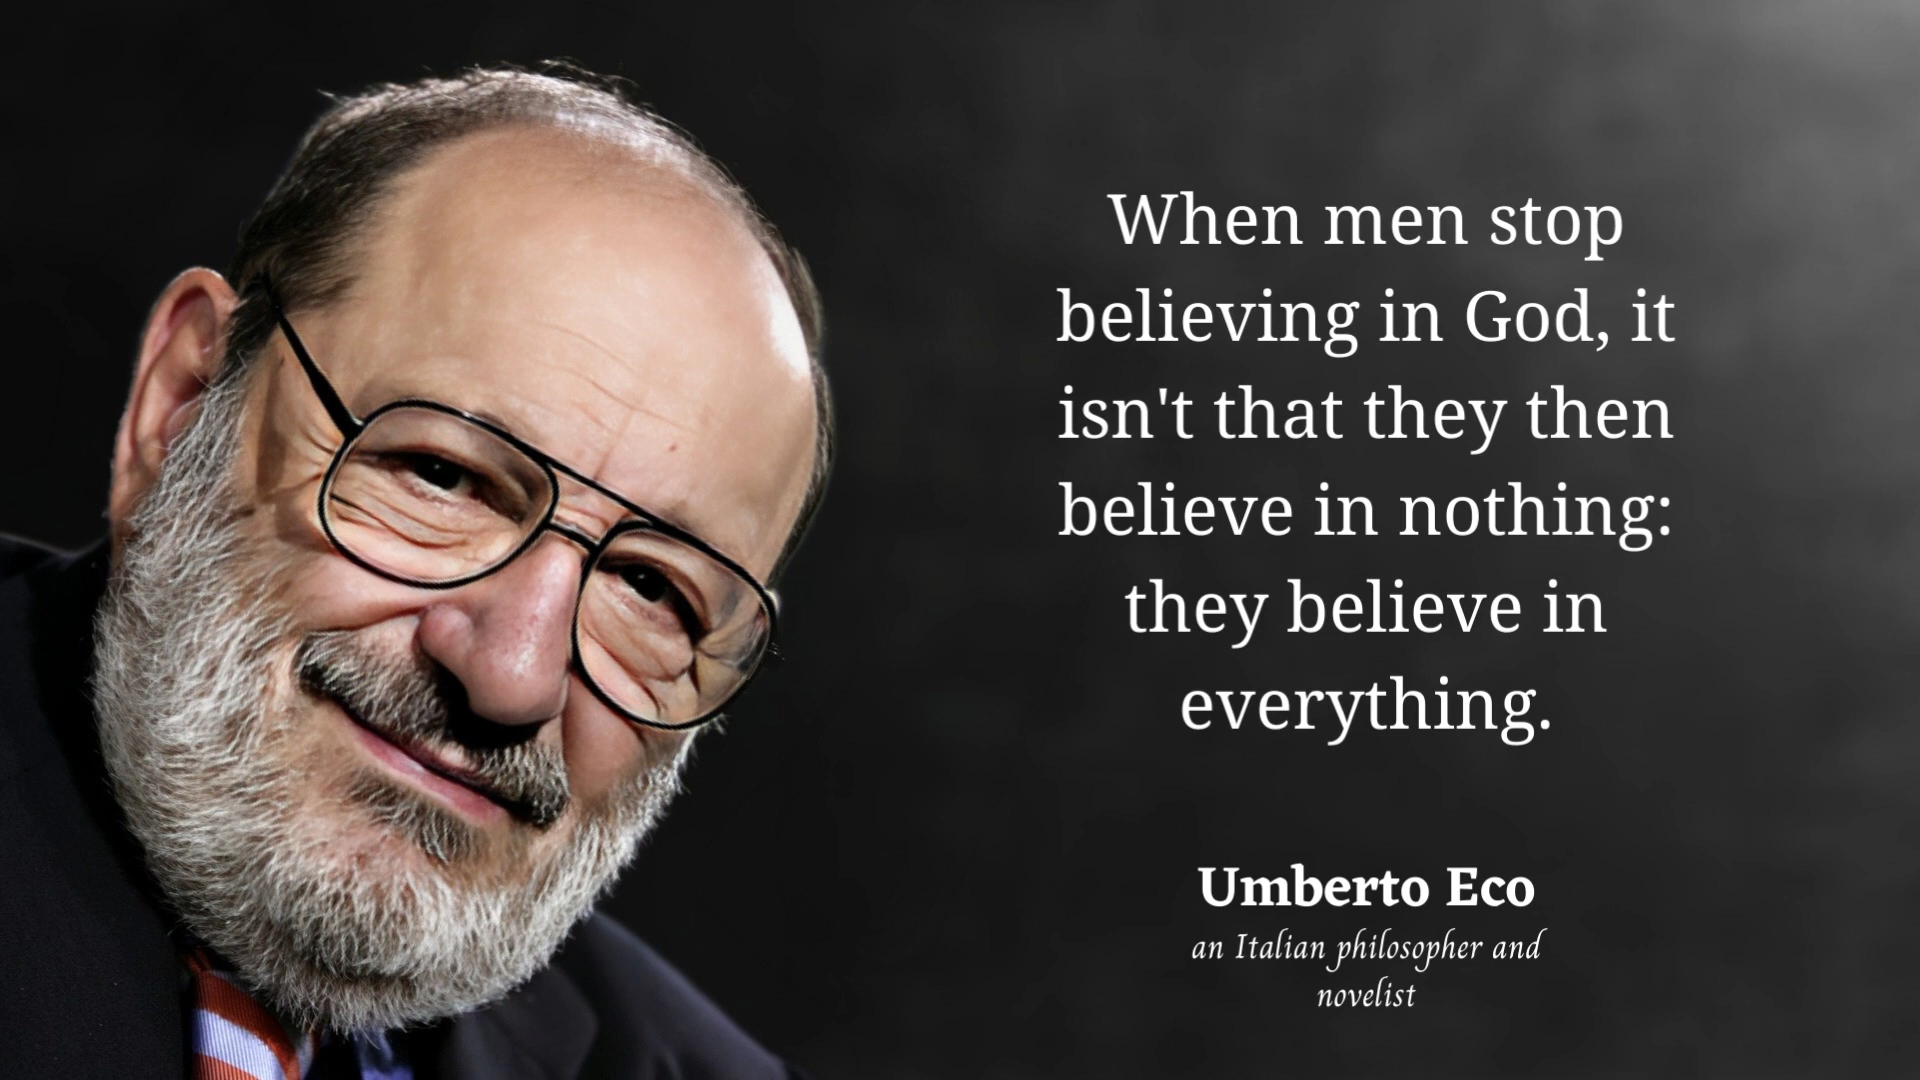 When men stop
believing in God, it
isn't that they then
believe in nothing:
they believe in
everything.
Umberto Eco
an Italian philosopher and
novelist